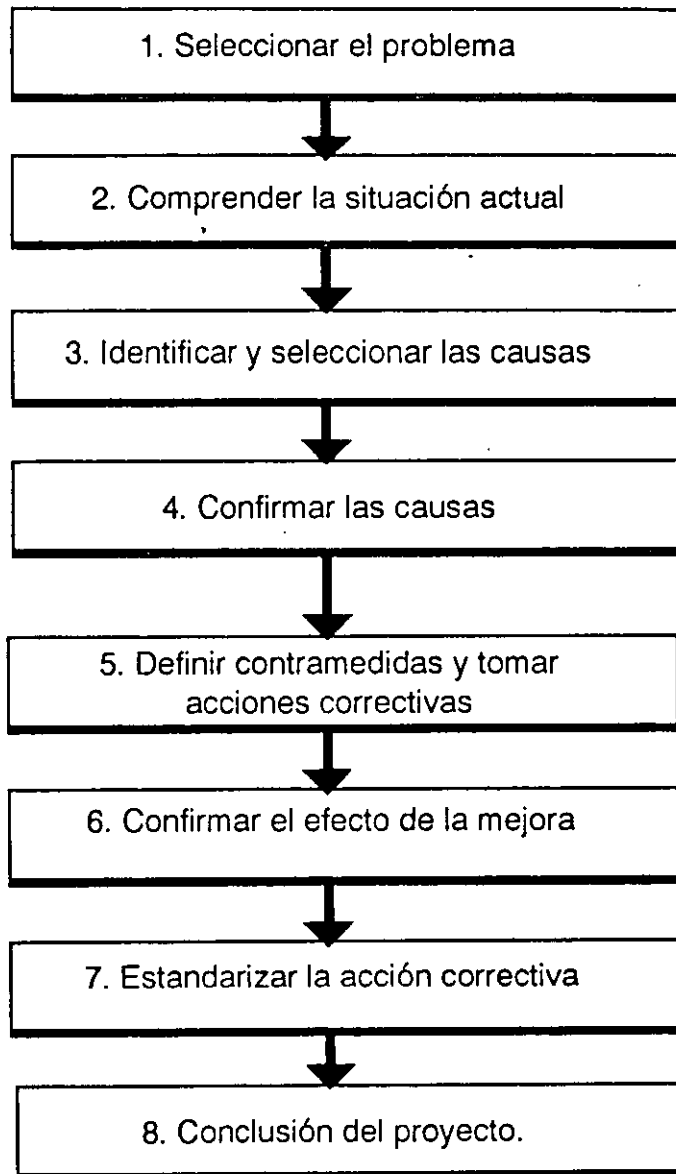 1. Seleccionar el problema
2. Comprender la situación actual
3. Identificar y seleccionar las causas
4. Confirmar las causas
5. Definir contramedidas y tomar
acciones correctivas
6. Confirmar el efecto de la mejora
7. Estandarizar la acción correctiva
8. Conclusión del proyecto.